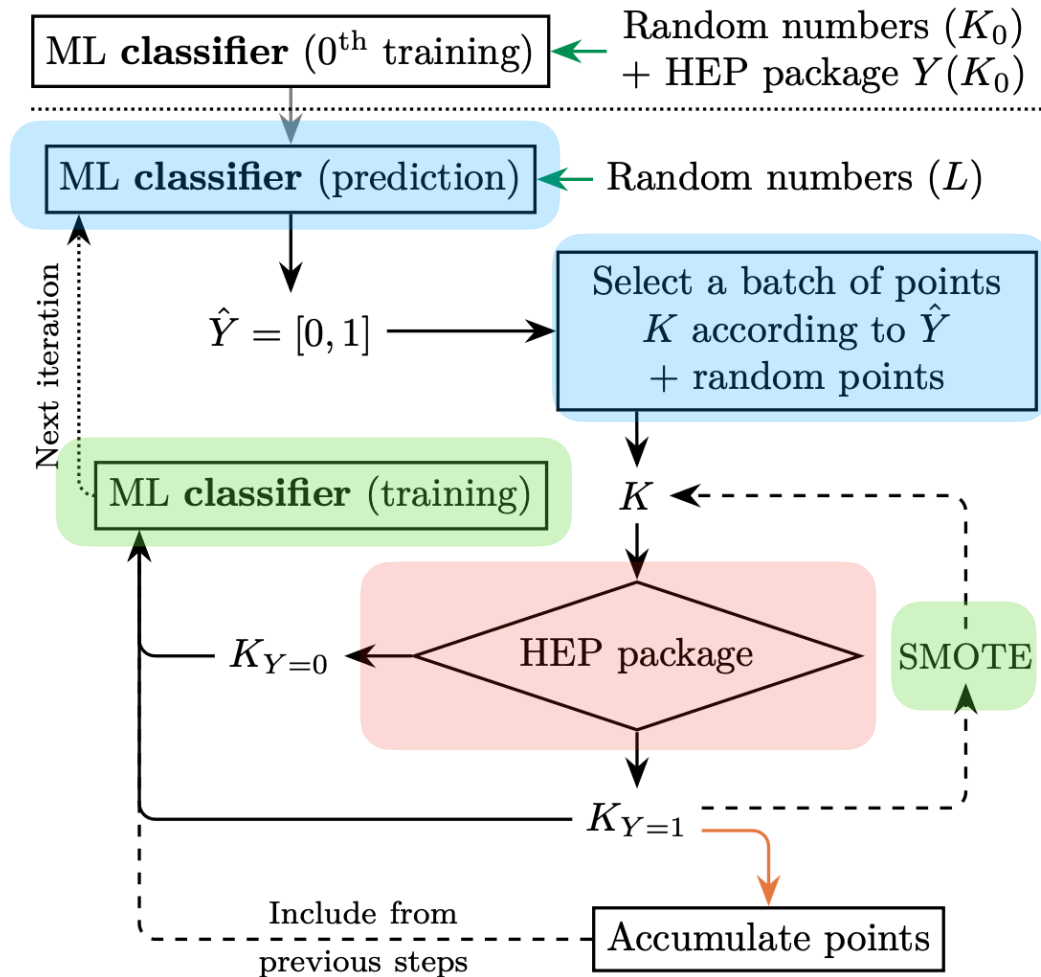 ML classifier (0th training)
Random numbers (K₀)
+ HEP package Y(K₀)
ML classifier (prediction)
Random numbers (L)
Ŷ = [0, 1]
Select a batch of points
K according to Ŷ
+ random points
Next iteration
ML classifier (training)
K
HEP package
SMOTE
K_{Y=0}
K_{Y=1}
Include from
previous steps
Accumulate points